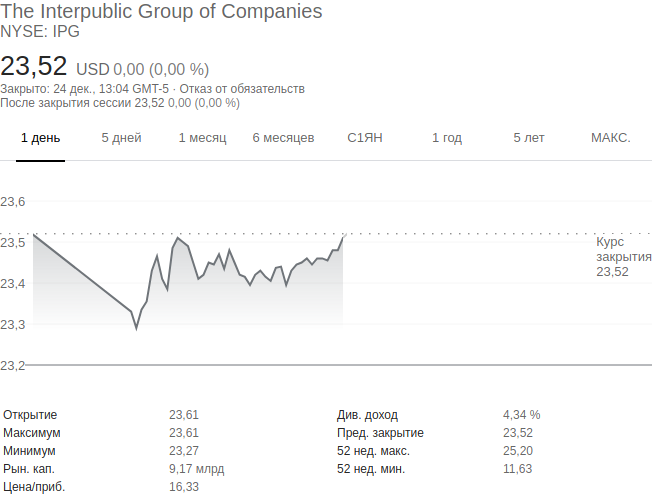 The Interpublic Group of Companies
NYSE: IPG
23,52 USD 0,00 (0,00 %)
Закрыто: 24 дек., 13:04 GMT-5 · Отказ от обязательств
После закрытия сессии 23,52 0,00 (0,00 %)
1 день 5 дней 1 месяц 6 месяцев С1ЯН 1 год 5 лет МАКС.
23,6
23,5
23,4
23,3
23,2
Курс
закрытия
23,52
Открытие 23,61 Див. доход 4,34 %
Максимум 23,61 Пред. закрытие 23,52
Минимум 23,27 52 нед. макс. 25,20
Рын. кап. 9,17 млрд 52 нед. мин. 11,63
Цена/приб. 16,33